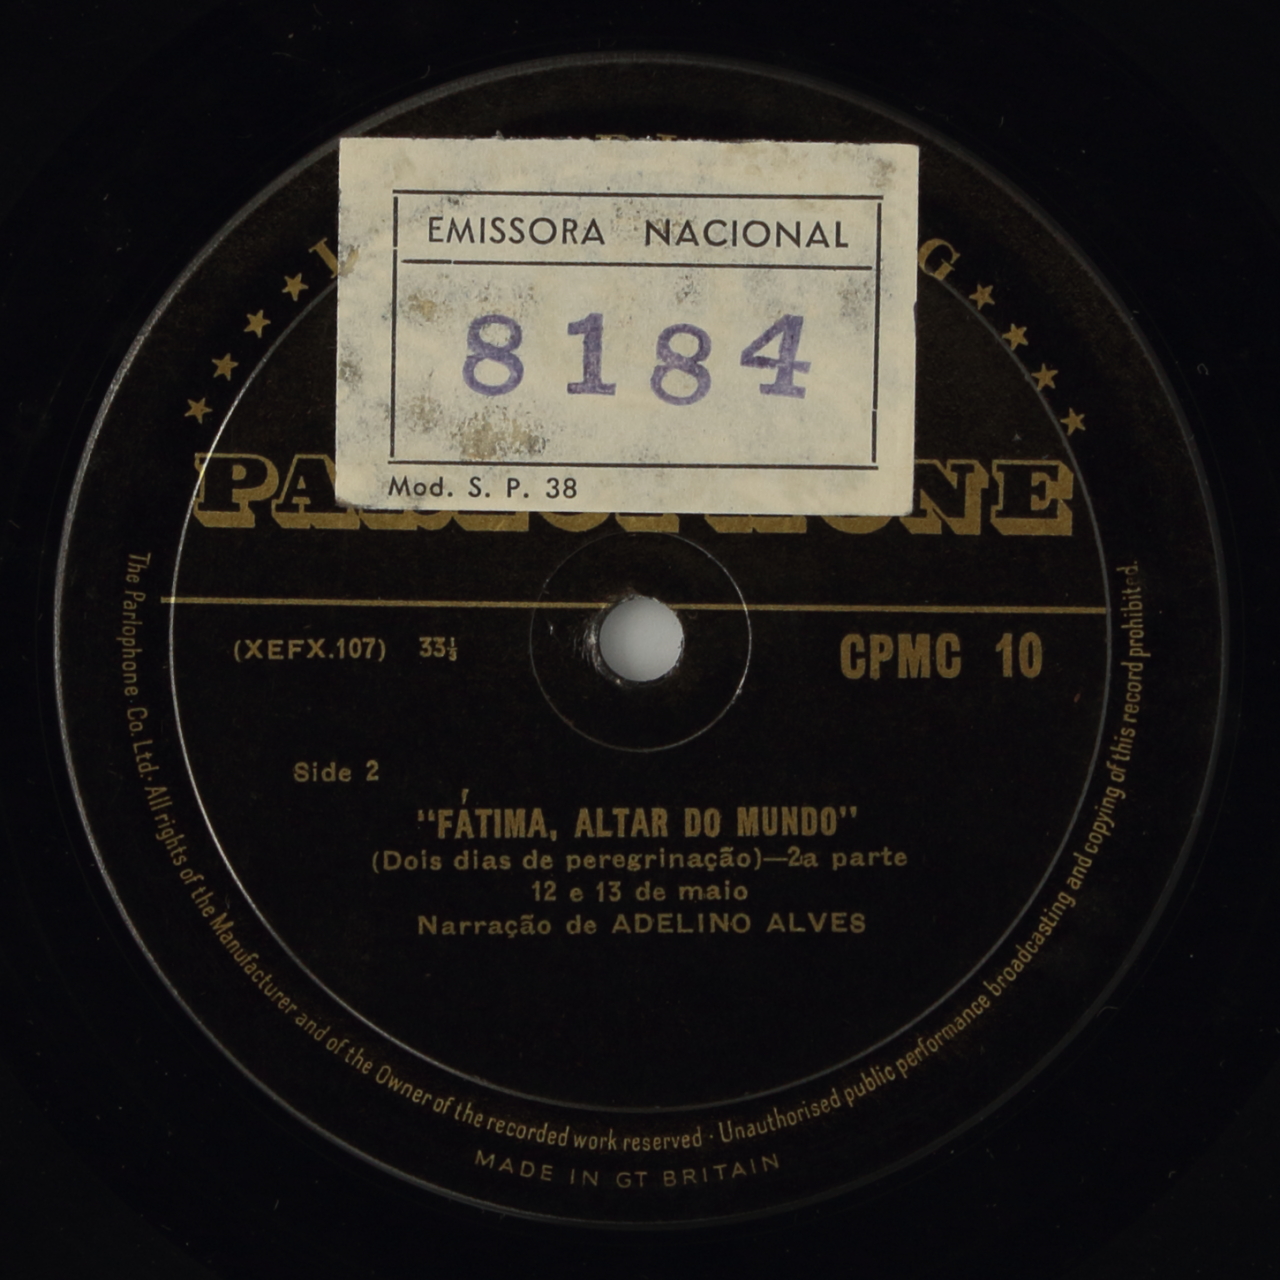 EMISSORA NACIONAL
8184
Mod. S. P. 38
(XEFX.107) 33⅓
CPMC 10
Side 2
"FÁTIMA, ALTAR DO MUNDO"
(Dois dias de peregrinação)—2a parte
12 e 13 de maio
Narração de ADELINO ALVES
The Parlophone Co. Ltd. All rights of the Manufacturer and of the Owner of the recorded work reserved · Unauthorised public performance broadcasting and copying of this record prohibited.
MADE IN GT BRITAIN